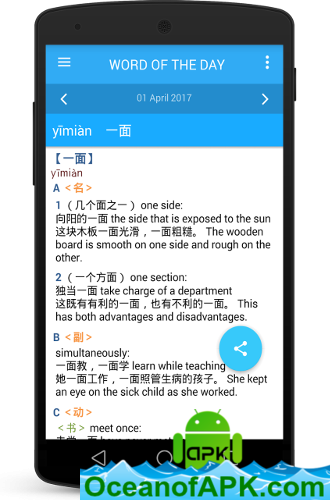 WORD OF THE DAY
01 April 2017
yīmiàn 一面
【一面】
yīmiàn
A <名>
1（几个面之一）one side:
向阳的一面 the side that is exposed to the sun
这块木板一面光滑，一面粗糙。 The wooden
board is smooth on one side and rough on the
other.
2（一个方面）one section:
独当一面 take charge of a department
这既有有利的一面，也有不利的一面。 This
has both advantages and disadvantages.
B <副>
simultaneously:
一面教，一面学 learn while teaching
她一面工作，一面照管生病的孩子。 She kept
an eye on the sick child as she worked.
C <动>
<书> meet once:
apk
OceanofAPK.com